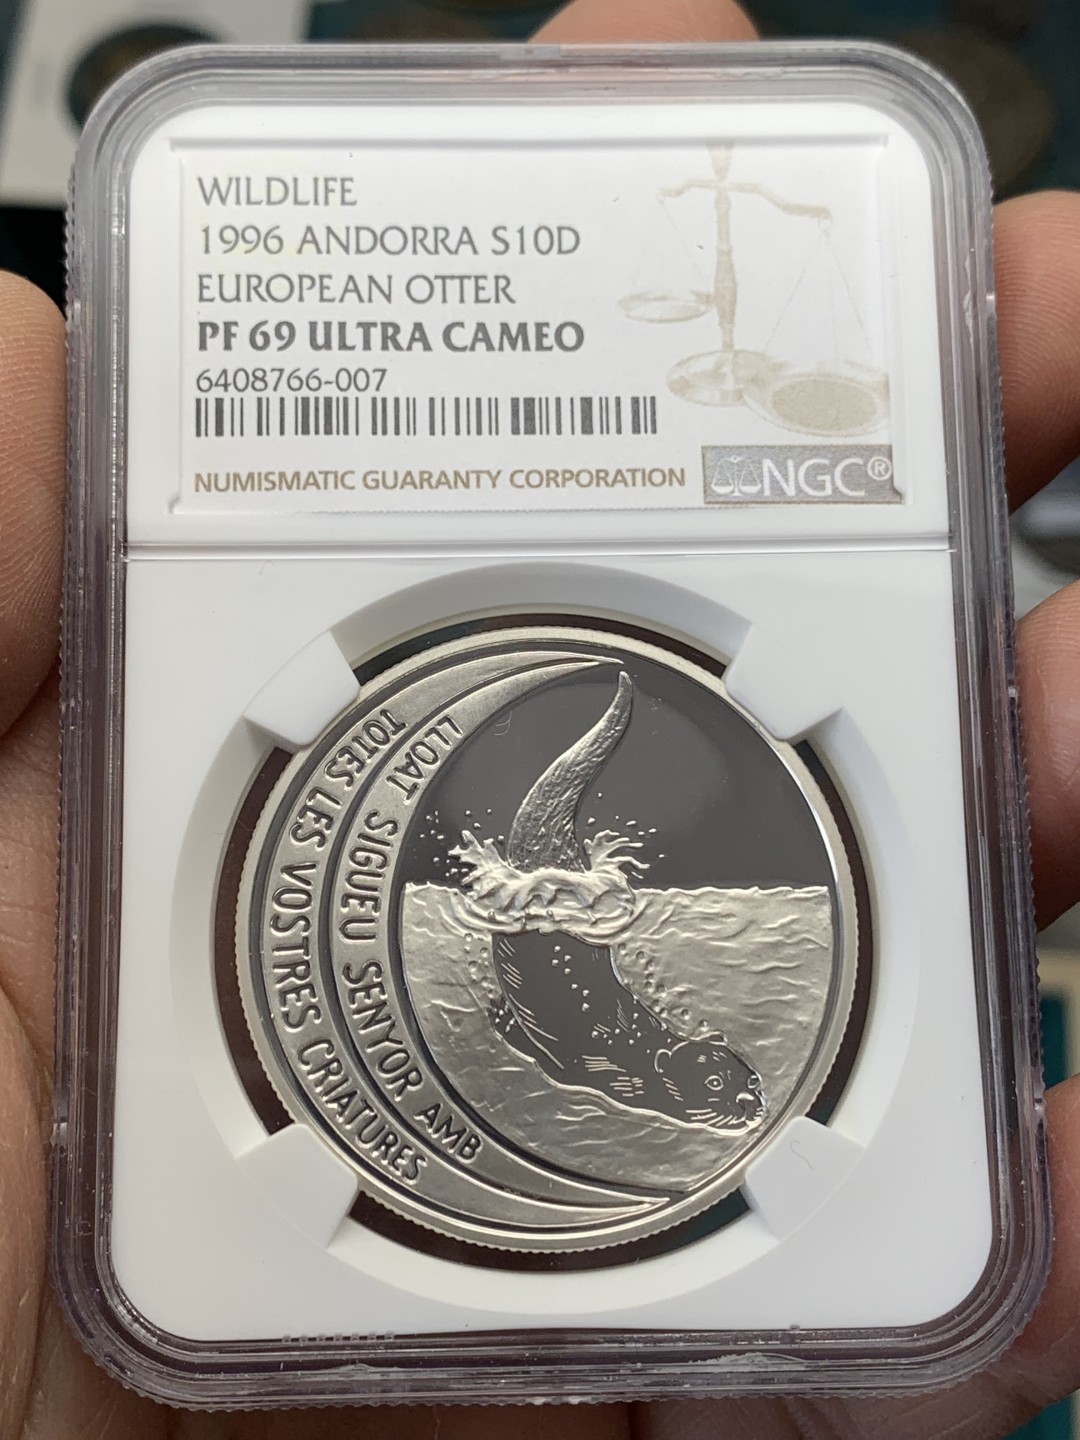 WILDLIFE
1996 ANDORRA S10D
EUROPEAN OTTER
PF 69 ULTRA CAMEO
6408766-007
NUMISMATIC GUARANTY CORPORATION
NGC®
LLOAT SIGUEU SENYOR AMB
TOTES LES VOSTRES CRIATURES